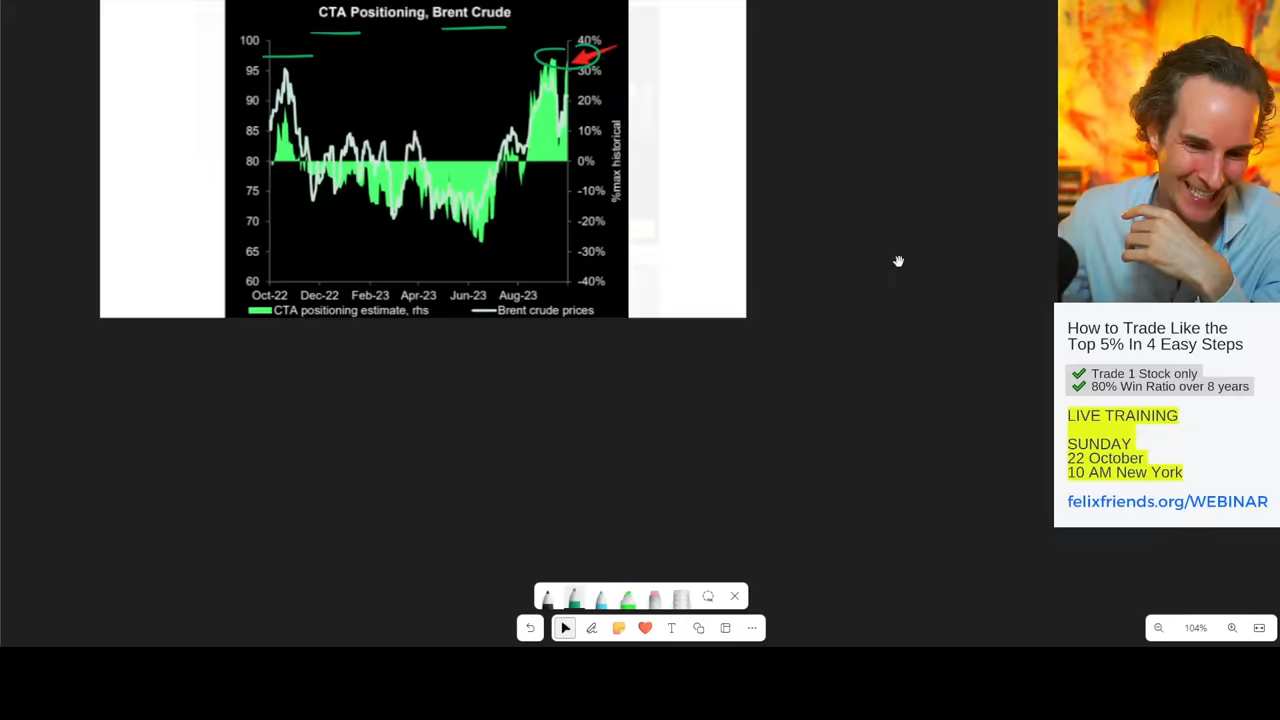 CTA Positioning, Brent Crude
100
95
90
85
80
75
70
65
60
40%
30%
20%
10%
0%
-10%
-20%
-30%
-40%
%max historical
Oct-22 Dec-22 Feb-23 Apr-23 Jun-23 Aug-23
CTA positioning estimate, rhs Brent crude prices
How to Trade Like the
Top 5% In 4 Easy Steps
Trade 1 Stock only
80% Win Ratio over 8 years
LIVE TRAINING
SUNDAY
22 October
10 AM New York
felixfriends.org/WEBINAR
T
104%